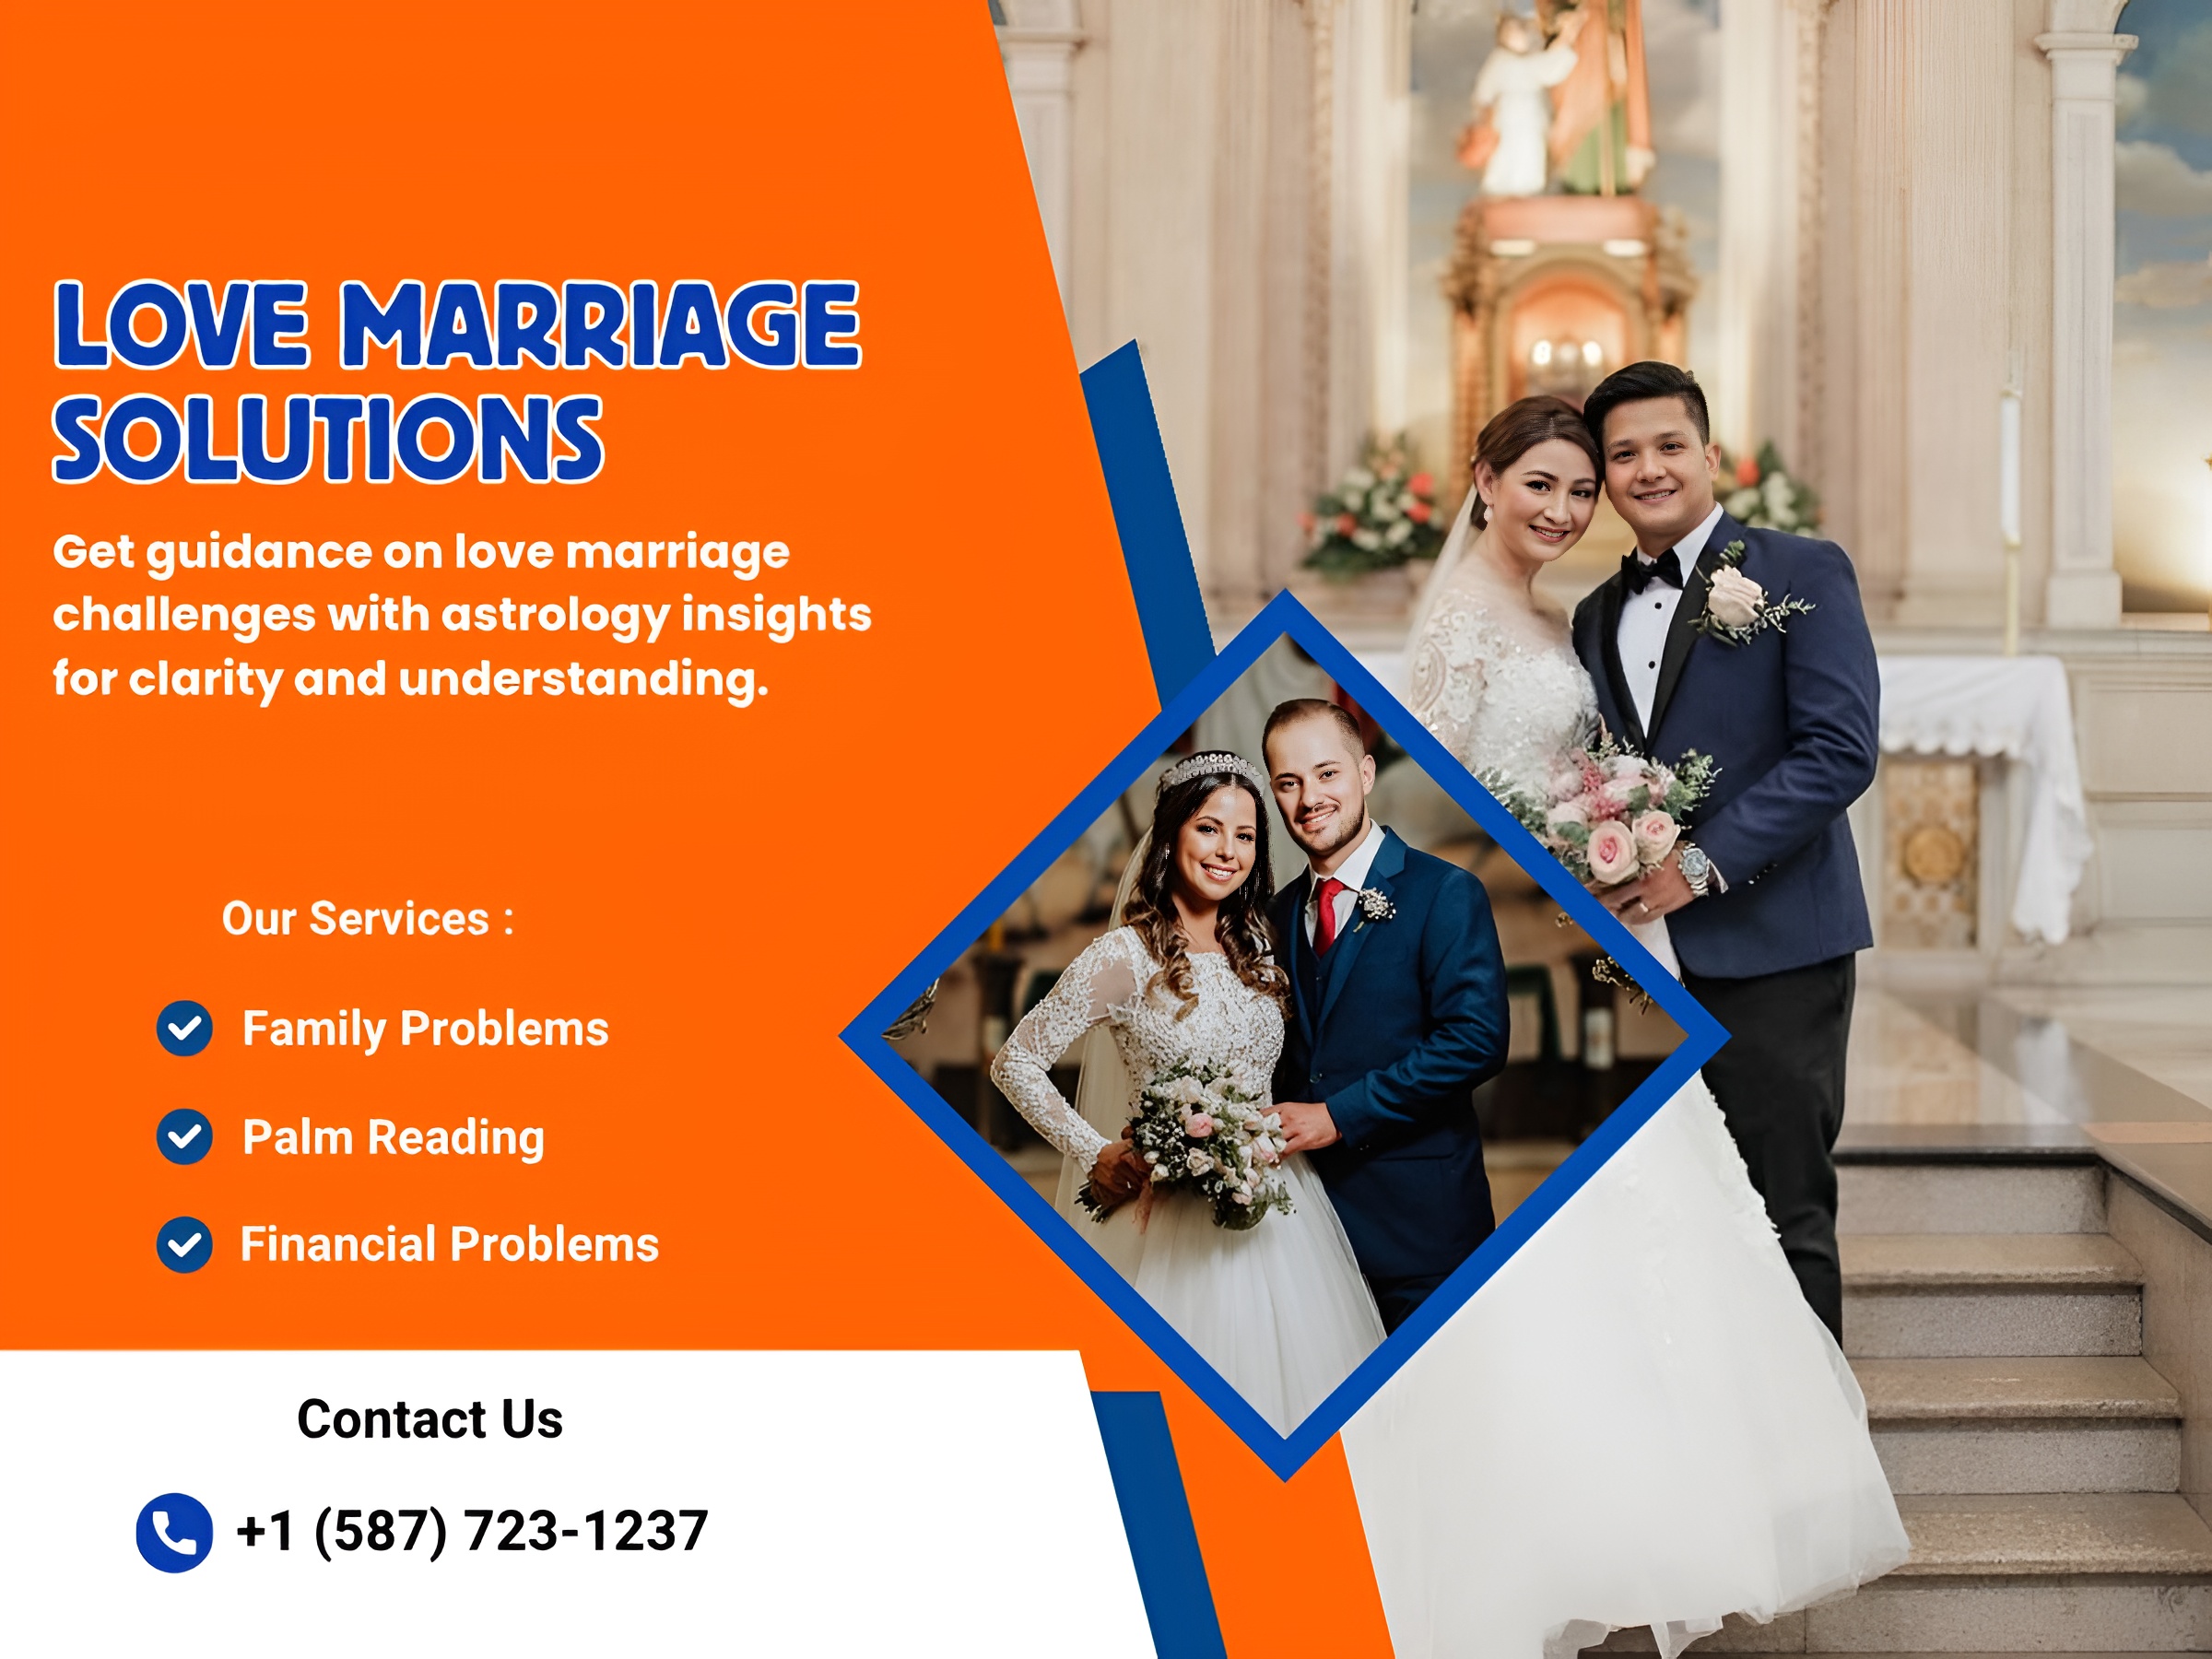 LOVE MARRIAGE
SOLUTIONS
Get guidance on love marriage
challenges with astrology insights
for clarity and understanding.
Our Services :
Family Problems
Palm Reading
Financial Problems
Contact Us
+1 (587) 723-1237